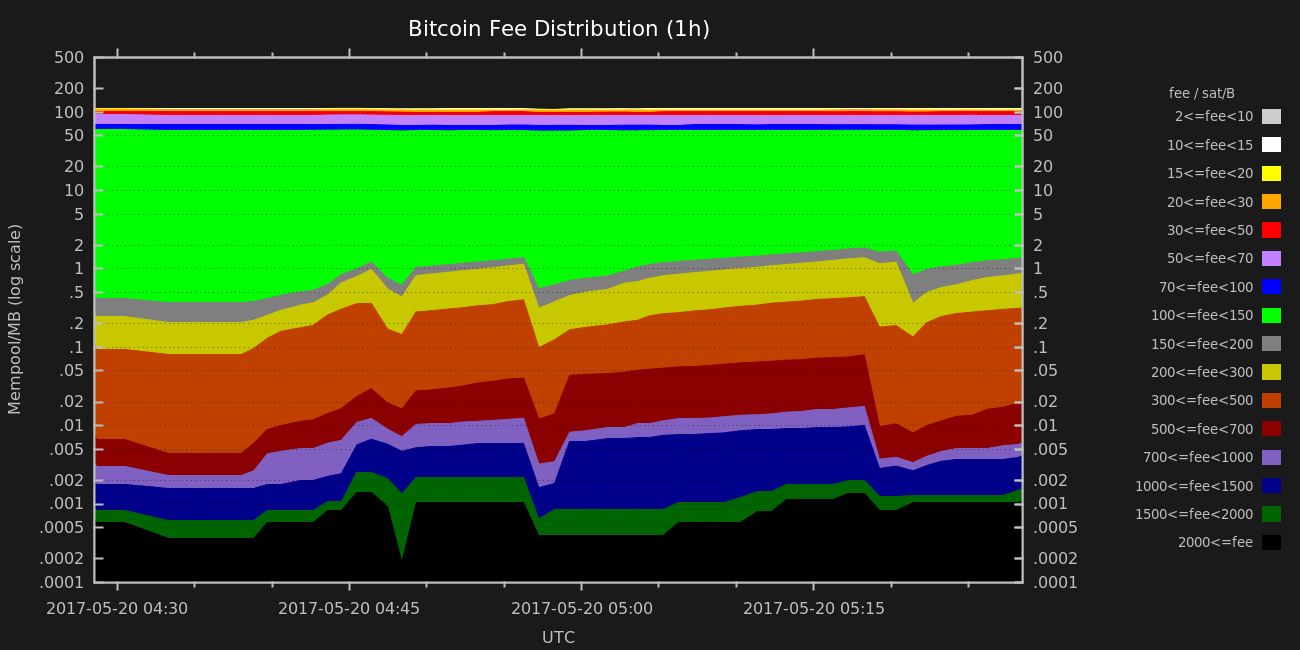 Bitcoin Fee Distribution (1h)
500
200
100
50
20
10
5
2
1
.5
.2
.1
.05
.02
.01
.005
.002
.001
.0005
.0002
.0001
Mempool/MB (log scale)
500
200
100
50
20
10
5
2
1
.5
.2
.1
.05
.02
.01
.005
.002
.001
.0005
.0002
.0001
2017-05-20 04:30 2017-05-20 04:45 2017-05-20 05:00 2017-05-20 05:15
UTC
fee / sat/B
2<=fee<10
10<=fee<15
15<=fee<20
20<=fee<30
30<=fee<50
50<=fee<70
70<=fee<100
100<=fee<150
150<=fee<200
200<=fee<300
300<=fee<500
500<=fee<700
700<=fee<1000
1000<=fee<1500
1500<=fee<2000
2000<=fee